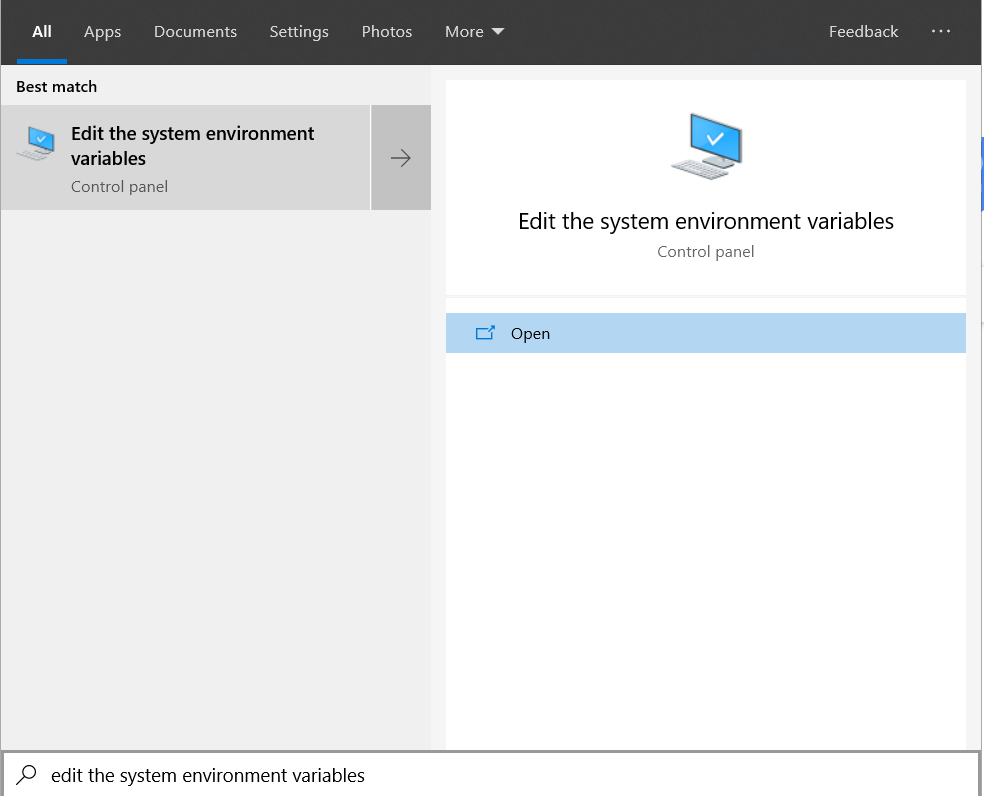 All Apps Documents Settings Photos More Feedback ...
Best match
Edit the system environment
variables
Control panel
Edit the system environment variables
Control panel
Open
edit the system environment variables